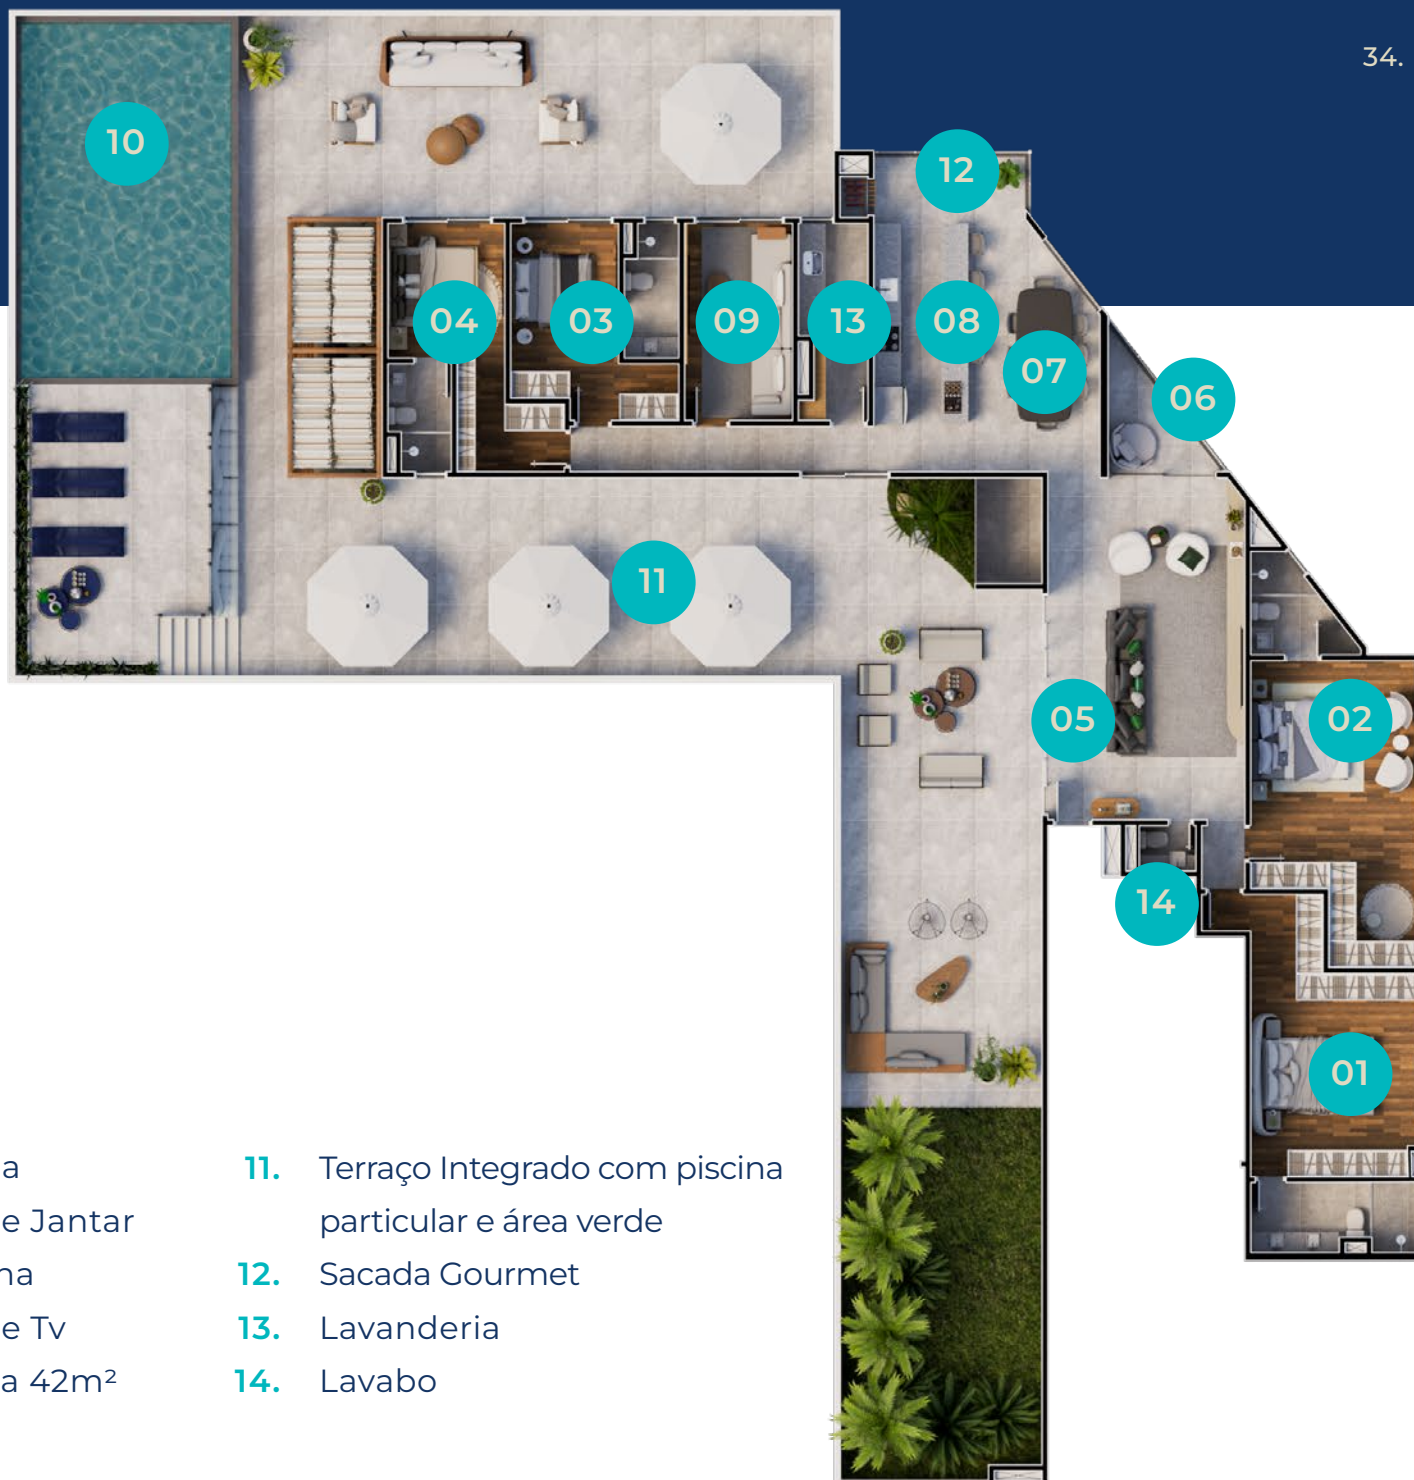 34.
10
12
04
03
09
13
08
07
06
11
05
02
14
01
a
e Jantar
na
e Tv
a 42m²
11. Terraço Integrado com piscina
particular e área verde
12. Sacada Gourmet
13. Lavanderia
14. Lavabo